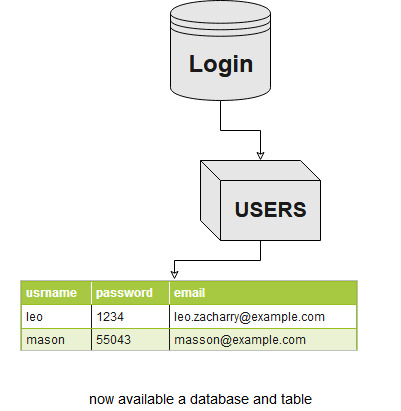 Login
USERS
usrname password email
leo 1234 leo.zacharry@example.com
mason 55043 masson@example.com
now available a database and table